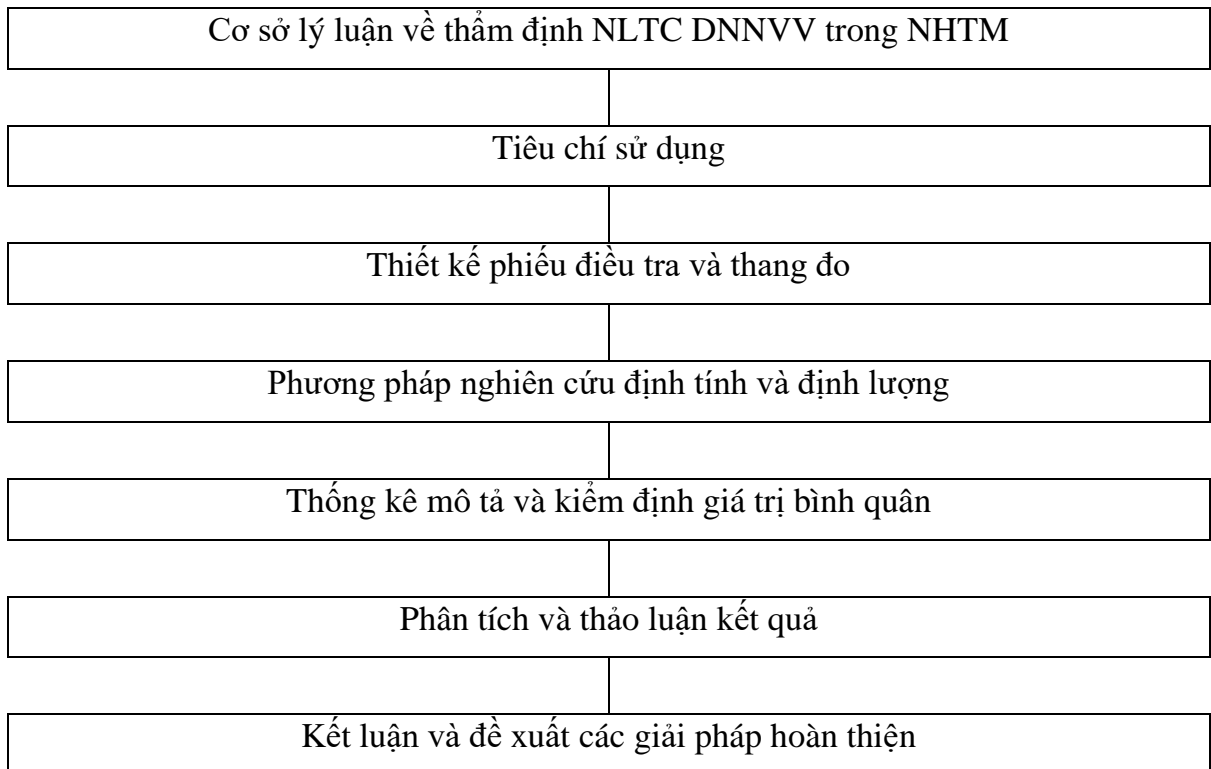 Cơ sở lý luận về thẩm định NLTC DNNVV trong NHTM
Tiêu chí sử dụng
Thiết kế phiếu điều tra và thang đo
Phương pháp nghiên cứu định tính và định lượng
Thống kê mô tả và kiểm định giá trị bình quân
Phân tích và thảo luận kết quả
Kết luận và đề xuất các giải pháp hoàn thiện